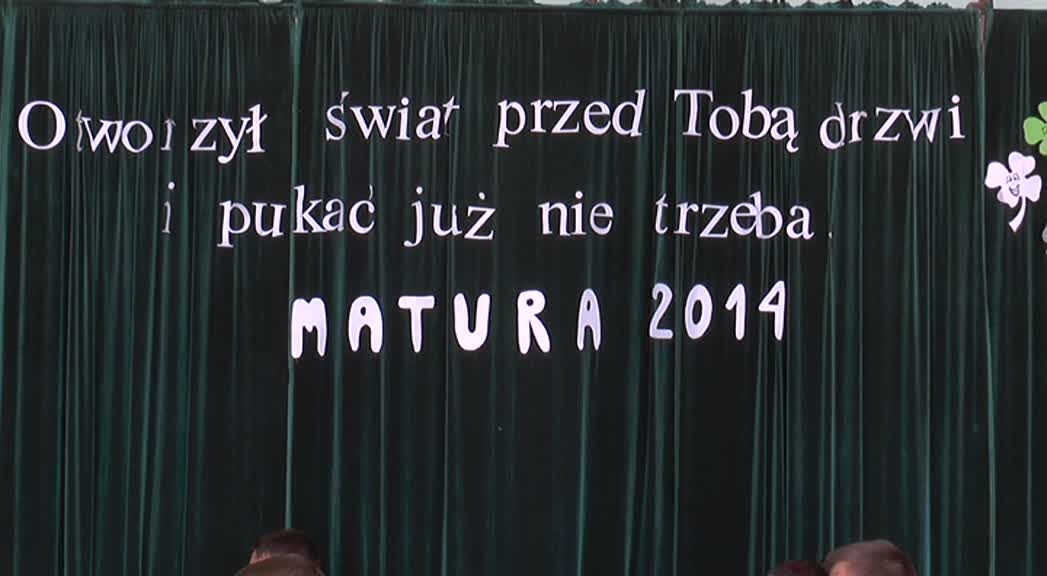 Otworzył świat przed Tobą drzwi
i pukać już nie trzeba.
MATURA 2014